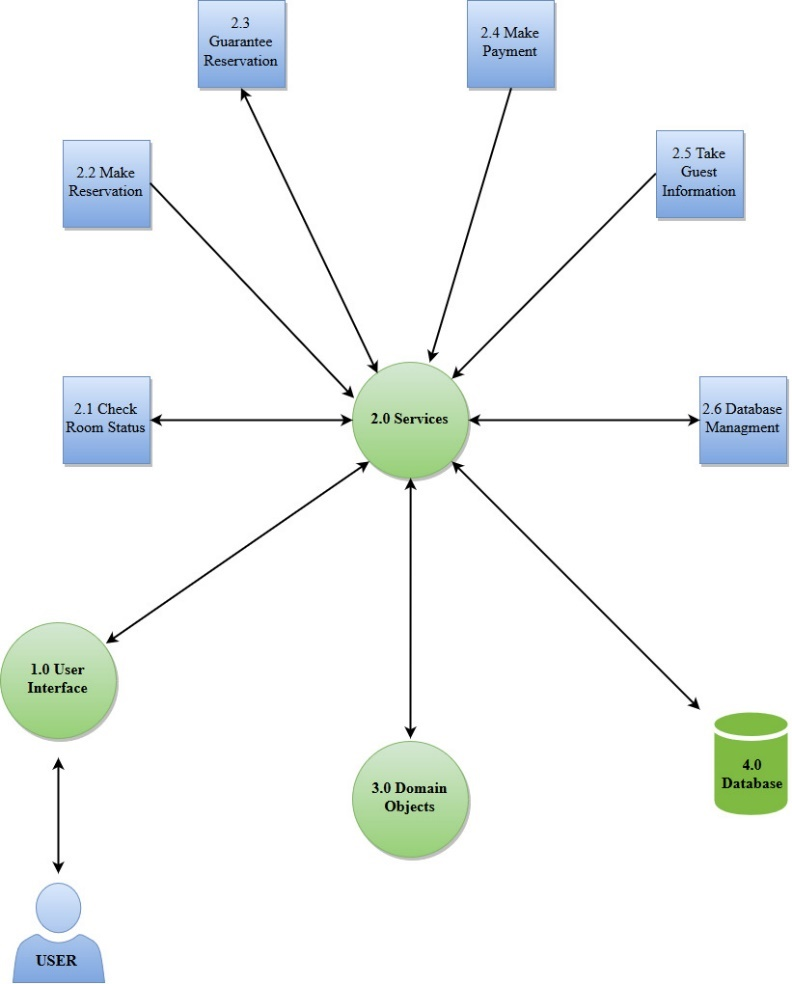 2.3
Guarantee
Reservation
2.4 Make
Payment
2.2 Make
Reservation
2.5 Take
Guest
Information
2.1 Check
Room Status
2.0 Services
2.6 Database
Managment
1.0 User
Interface
3.0 Domain
Objects
4.0
Database
USER